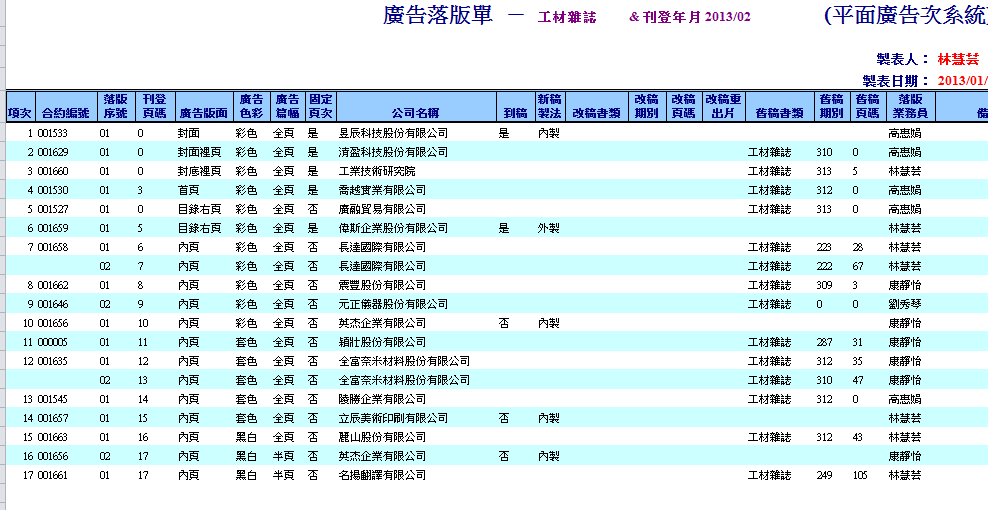 廣告落版單 － 工材雜誌 & 刊登年月 2013/02 (平面廣告次系統)
製表人： 林慧芸
製表日期： 2013/01/
項次 合約編號 落版序號 刊登頁碼 廣告版面 廣告色彩 廣告篇幅 固定頁次 公司名稱 到稿 新稿製法 改稿書類 改稿期別 改稿頁碼 改稿重出片 舊稿書類 舊稿期別 舊稿頁碼 落版業務員 備
1 001533 01 0 封面 彩色 全頁 是 昱辰科技股份有限公司 是 內製 高惠娟
2 001629 01 0 封面裡頁 彩色 全頁 是 淯盈科技股份有限公司 工材雜誌 310 0 高惠娟
3 001660 01 0 封底裡頁 彩色 全頁 是 工業技術研究院 工材雜誌 313 5 林慧芸
4 001530 01 3 首頁 彩色 全頁 是 喬越實業有限公司 工材雜誌 312 0 高惠娟
5 001527 01 0 目錄右頁 彩色 全頁 否 廣融貿易有限公司 工材雜誌 313 0 高惠娟
6 001659 01 5 目錄右頁 彩色 全頁 是 偉斯企業股份有限公司 是 外製 林慧芸
7 001658 01 6 內頁 彩色 全頁 否 長達國際有限公司 工材雜誌 223 28 林慧芸
02 7 內頁 彩色 全頁 否 長達國際有限公司 工材雜誌 222 67 林慧芸
8 001662 01 8 內頁 彩色 全頁 否 震豐股份有限公司 工材雜誌 309 3 康靜怡
9 001646 02 9 內頁 彩色 全頁 否 元正儀器股份有限公司 工材雜誌 0 0 劉秀琴
10 001656 01 10 內頁 彩色 全頁 否 英杰企業有限公司 否 內製 康靜怡
11 000005 01 11 內頁 套色 全頁 否 穎壯股份有限公司 工材雜誌 287 31 康靜怡
12 001635 01 12 內頁 套色 全頁 否 全富奈米材料股份有限公司 工材雜誌 312 35 康靜怡
02 13 內頁 套色 全頁 否 全富奈米材料股份有限公司 工材雜誌 310 47 康靜怡
13 001545 01 14 內頁 套色 全頁 否 陵勝企業有限公司 工材雜誌 312 0 高惠娟
14 001657 01 15 內頁 套色 全頁 否 立辰美術印刷有限公司 否 內製 林慧芸
15 001663 01 16 內頁 黑白 全頁 否 麗山股份有限公司 工材雜誌 312 43 林慧芸
16 001656 02 17 內頁 黑白 半頁 否 英杰企業有限公司 否 內製 康靜怡
17 001661 01 17 內頁 黑白 半頁 否 名揚翻譯有限公司 工材雜誌 249 105 林慧芸